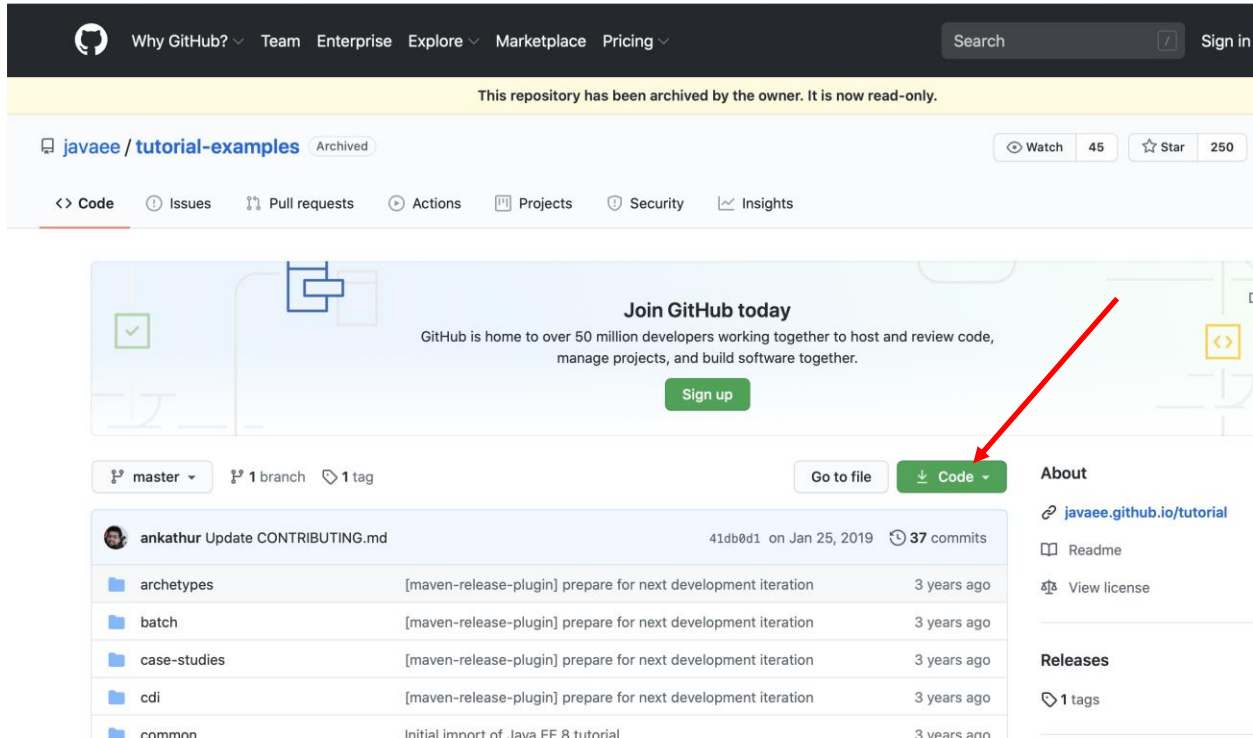 Why GitHub? Team Enterprise Explore Marketplace Pricing Search / Sign in
This repository has been archived by the owner. It is now read-only.
javaee / tutorial-examples Archived Watch 45 Star 250
<> Code Issues Pull requests Actions Projects Security Insights
Join GitHub today
GitHub is home to over 50 million developers working together to host and review code,
manage projects, and build software together.
Sign up
master 1 branch 1 tag Go to file Code About
javaee.github.io/tutorial
ankathur Update CONTRIBUTING.md 41db0d1 on Jan 25, 2019 37 commits
Readme
archetypes [maven-release-plugin] prepare for next development iteration 3 years ago
View license
batch [maven-release-plugin] prepare for next development iteration 3 years ago
case-studies [maven-release-plugin] prepare for next development iteration 3 years ago
Releases
cdi [maven-release-plugin] prepare for next development iteration 3 years ago
1 tags
common Initial import of Java EE 8 tutorial 3 years ago